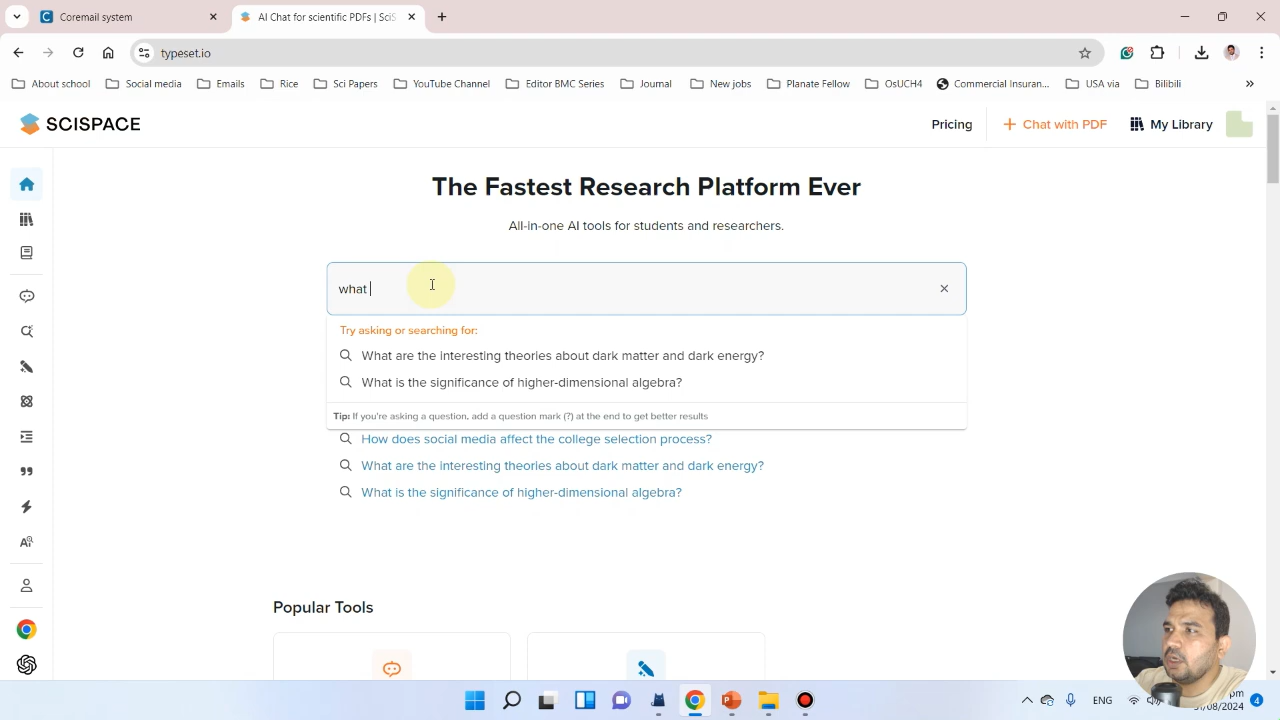 Coremail system
AI Chat for scientific PDFs | SciS
typeset.io
About school
Social media
Emails
Rice
Sci Papers
YouTube Channel
Editor BMC Series
Journal
New jobs
Planate Fellow
OsUCH4
Commercial Insuran...
USA via
Bilibili
SCISPACE
Pricing
Chat with PDF
My Library
The Fastest Research Platform Ever
All-in-one AI tools for students and researchers.
what
Try asking or searching for:
What are the interesting theories about dark matter and dark energy?
What is the significance of higher-dimensional algebra?
Tip: If you're asking a question, add a question mark (?) at the end to get better results
How does social media affect the college selection process?
What are the interesting theories about dark matter and dark energy?
What is the significance of higher-dimensional algebra?
Popular Tools
ENG
pm
/08/2024
4